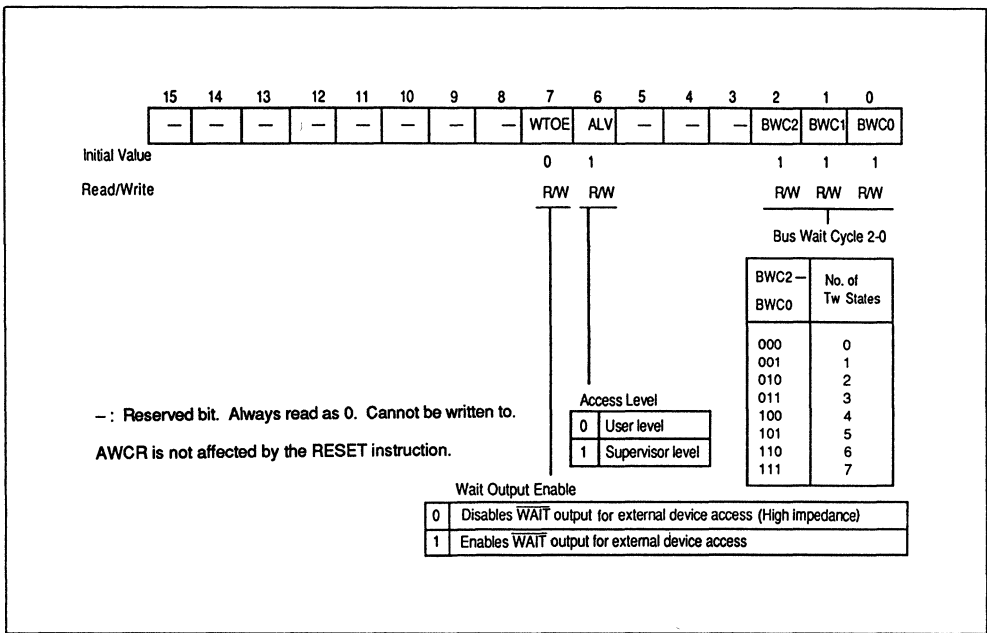 15 14 13 12 11 10 9 8 7 6 5 4 3 2 1 0
— — — — — — — — WTOE ALV — — — BWC2 BWC1 BWC0
Initial Value 0 1 1 1 1
Read/Write R/W R/W R/W R/W R/W
Bus Wait Cycle 2-0
BWC2 — BWC0 No. of Tw States
000 0
001 1
010 2
011 3
100 4
101 5
110 6
111 7
– : Reserved bit. Always read as 0. Cannot be written to.
AWCR is not affected by the RESET instruction.
Access Level
0 User level
1 Supervisor level
Wait Output Enable
0 Disables WAIT output for external device access (High impedance)
1 Enables WAIT output for external device access